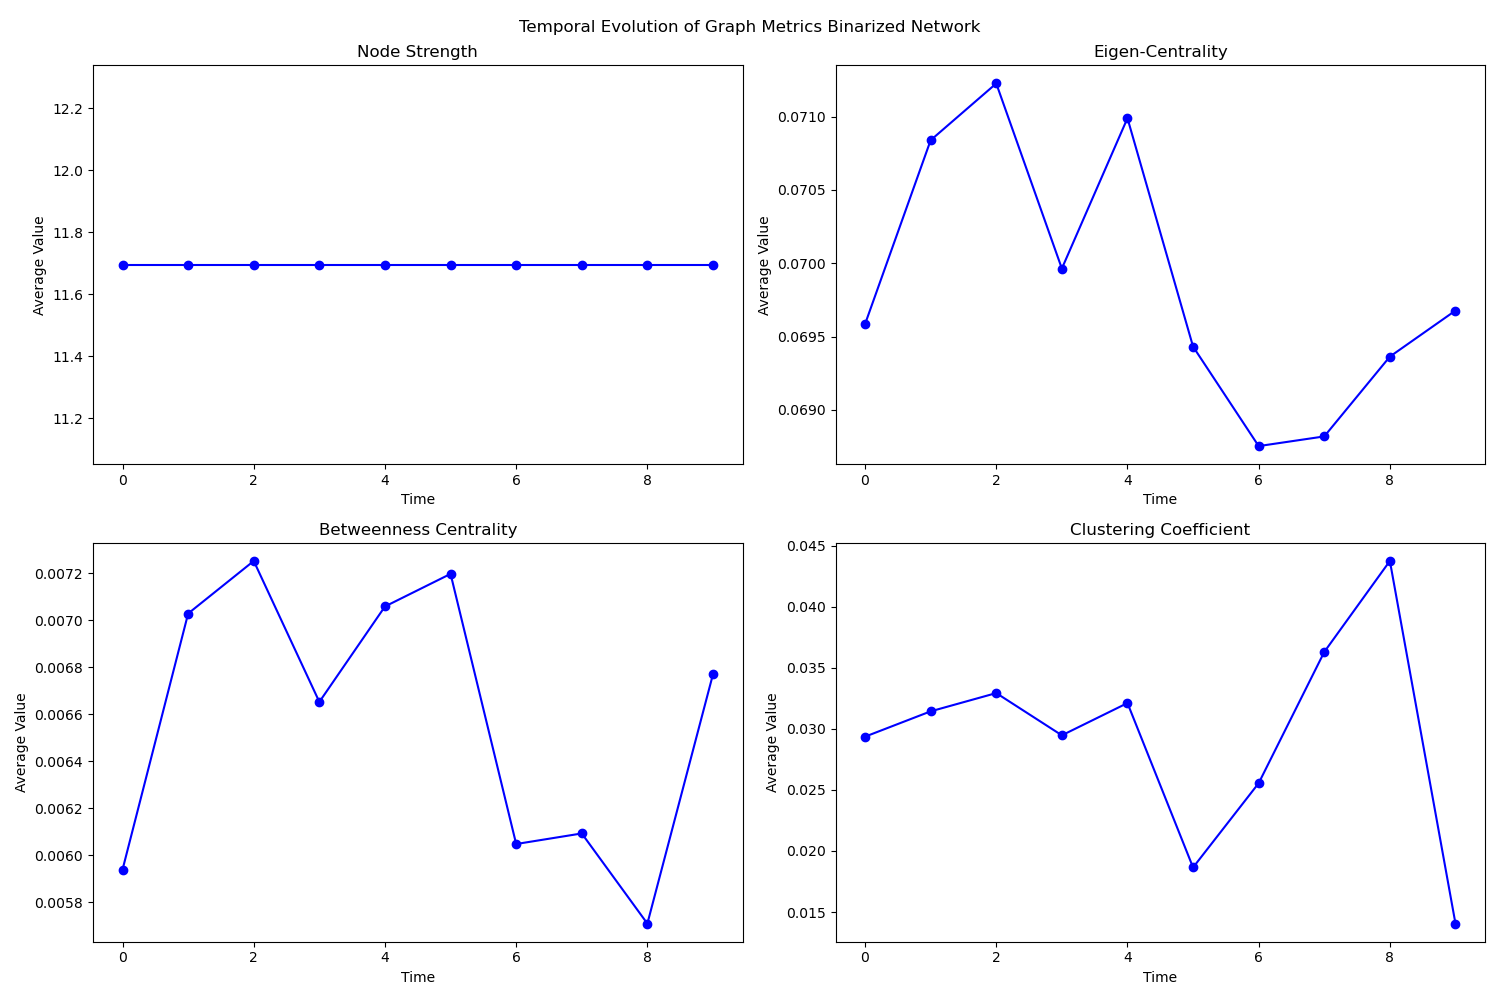 Temporal Evolution of Graph Metrics Binarized Network
Node Strength
12.2
12.0
11.8
11.6
11.4
11.2
Average Value
0 2 4 6 8
Time
Eigen-Centrality
0.0710
0.0705
0.0700
0.0695
0.0690
Average Value
0 2 4 6 8
Time
Betweenness Centrality
0.0072
0.0070
0.0068
0.0066
0.0064
0.0062
0.0060
0.0058
Average Value
0 2 4 6 8
Time
Clustering Coefficient
0.045
0.040
0.035
0.030
0.025
0.020
0.015
Average Value
0 2 4 6 8
Time